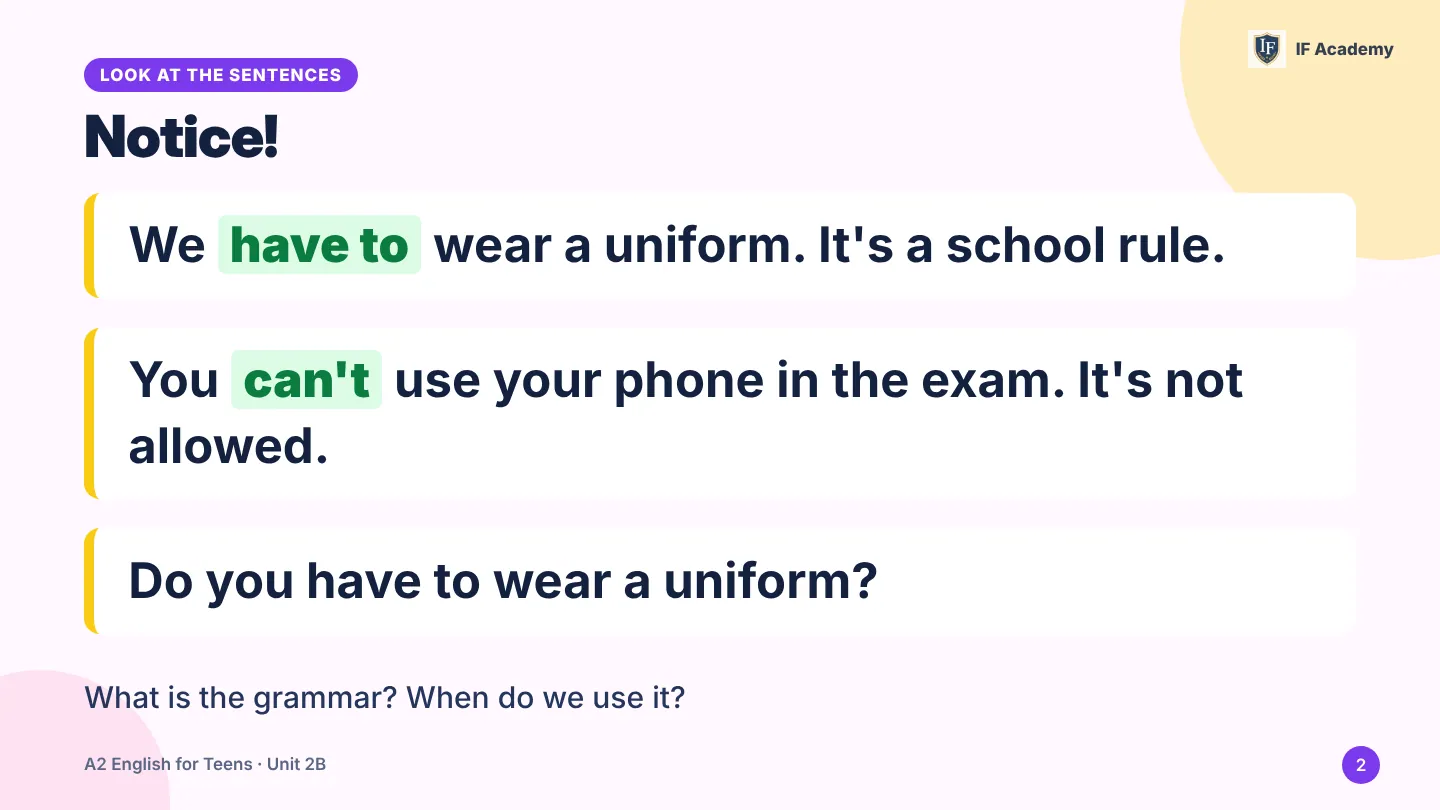 IF Academy
LOOK AT THE SENTENCES
Notice!
We have to wear a uniform. It's a school rule.
You can't use your phone in the exam. It's not
allowed.
Do you have to wear a uniform?
What is the grammar? When do we use it?
A2 English for Teens · Unit 2B
2